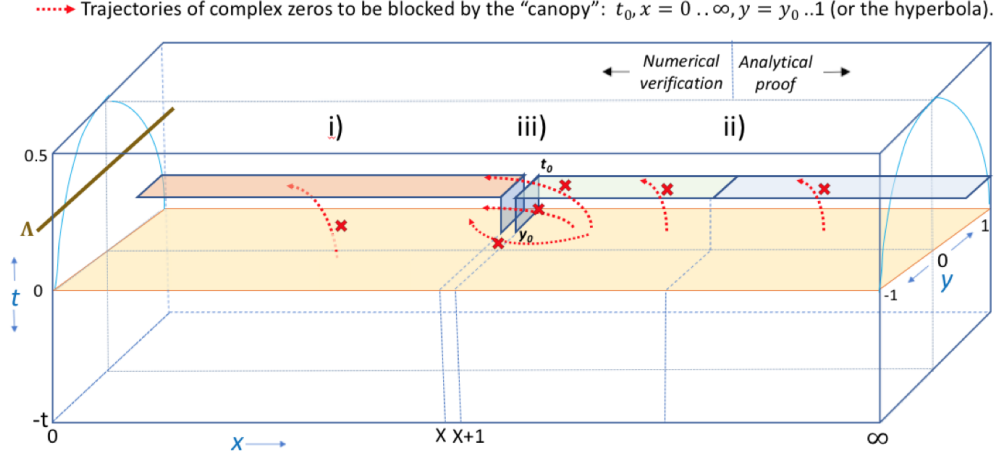 Trajectories of complex zeros to be blocked by the “canopy”: t₀, x = 0 .. ∞, y = y₀ ..1 (or the hyperbola).
Numerical verification
Analytical proof
i)
iii)
ii)
0.5
t₀
Λ
y₀
1
0
t
0
y
-1
-t
0
x
X
X+1
∞